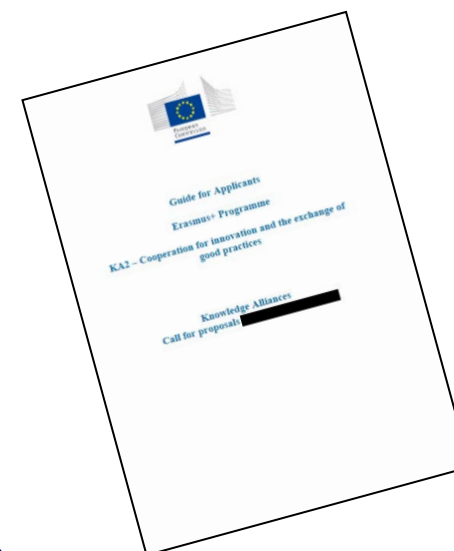 European
Commission
Guide for Applicants
Erasmus+ Programme
KA2 – Cooperation for innovation and the exchange of
good practices
Knowledge Alliances
Call for proposals